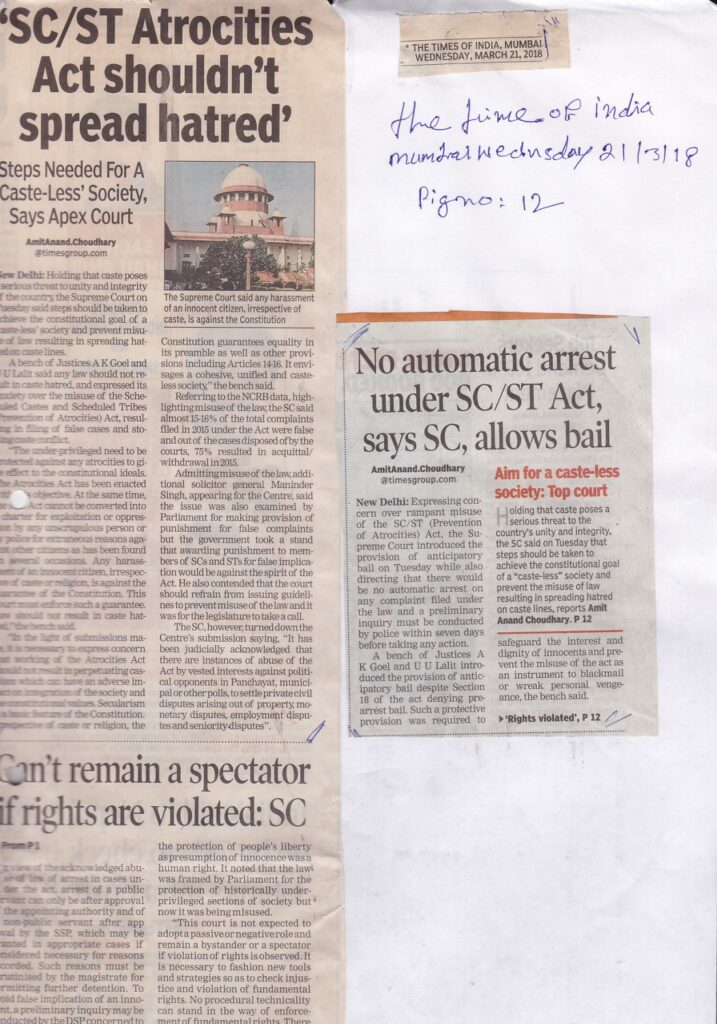 'SC/ST Atrocities
Act shouldn't
spread hatred'
Steps Needed For A
Caste-Less' Society,
Says Apex Court
AmitAnand.Choudhary
@timesgroup.com
New Delhi: Holding that caste poses
serious threat to unity and integrity
of the country, the Supreme Court on
Tuesday said steps should be taken to
achieve the constitutional goal of a
caste-less' society and prevent misu-
e of law resulting in spreading hat-
ed on caste lines.
A bench of Justices A K Goel and
U U Lalit said any law should not re-
ult in caste hatred, and expressed its
nxiety over the misuse of the Sche-
uled Castes and Scheduled Tribes
Prevention of Atrocities) Act, resul-
ng in filing of false cases and sto-
ing caste conflict.
The under-privileged need to be
otected against any atrocities to gi-
e effect to the constitutional ideals.
he Atrocities Act has been enacted
objective. At the same time,
Act cannot be converted into
charter for exploitation or oppres-
on by any unscrupulous person or
police for extraneous reasons aga-
nst other citizens as has been found
several occasions. Any harass-
ent of an innocent citizen, irrespec-
of caste or religion, is against the
guarantee of the Constitution. This
court must enforce such a guarantee.
aw should not result in caste hat-
ed," the bench said.
"In the light of submissions ma-
e, it is necessary to express concern
at working of the Atrocities Act
should not result in perpetuating cas-
eism which can have an adverse im-
act on integration of the society and
e constitutional values. Secularism
a basic feature of the Constitution.
rrespective of caste or religion, the
The Supreme Court said any harassment
of an innocent citizen, irrespective of
caste, is against the Constitution
Constitution guarantees equality in
its preamble as well as other provi-
sions including Articles 14-16. It envi-
sages a cohesive, unified and caste-
less society," the bench said.
Referring to the NCRB data, high-
lighting misuse of the law, the SC said
almost 15-16% of the total complaints
filed in 2015 under the Act were false
and out of the cases disposed of by the
courts, 75% resulted in acquittal/
withdrawal in 2015.
Admitting misuse of the law, addi-
tional solicitor general Maninder
Singh, appearing for the Centre, said
the issue was also examined by
Parliament for making provision of
punishment for false complaints
but the government took a stand
that awarding punishment to mem-
bers of SCs and STs for false implica-
tion would be against the spirit of the
Act. He also contended that the court
should refrain from issuing guideli-
nes to prevent misuse of the law and it
was for the legislature to take a call.
The SC, however, turned down the
Centre's submission saying, "It has
been judicially acknowledged that
there are instances of abuse of the
Act by vested interests against politi-
cal opponents in Panchayat, munici-
pal or other polls, to settle private civil
disputes arising out of property, mo-
netary disputes, employment dispu-
tes and seniority disputes".
Can't remain a spectator
if rights are violated: SC
From P1
view of the acknowledged abu-
se of law of arrest in cases un-
der the act, arrest of a public
rvant can only be after approval
the appointing authority and of
non-public servant after app
val by the SSP, which may be
anted in appropriate cases if
nsidered necessary for reasons
corded. Such reasons must be
rutinised by the magistrate for
rmitting further detention. To
oid false implication of an inno-
nt, a preliminary inquiry may be
nducted by the DSP concerned to
the protection of people's liberty
as presumption of innocence was a
human right. It noted that the law
was framed by Parliament for the
protection of historically under-
privileged sections of society but
now it was being misused.
"This court is not expected to
adopt a passive or negative role and
remain a bystander or a spectator
if violation of rights is observed. It
is necessary to fashion new tools
and strategies so as to check injus-
tice and violation of fundamental
rights. No procedural technicality
can stand in the way of enforce-
ment of fundamental rights. There
* THE TIMES OF INDIA, MUMBAI
WEDNESDAY, MARCH 21, 2018
the time of india
mumbai wednsday 21/3/18
Pig no: 12
No automatic arrest
under SC/ST Act,
says SC, allows bail
AmitAnand.Choudhary
@timesgroup.com
New Delhi: Expressing con-
cern over rampant misuse
of the SC/ST (Prevention of
Atrocities) Act, the Su-
preme Court introduced the
provision of anticipatory
bail on Tuesday while also
directing that there would
be no automatic arrest on
any complaint filed under
the law and a preliminary
inquiry must be conducted
by police within seven days
before taking any action.
A bench of Justices A
K Goel and U U Lalit intro-
duced the provision of antic-
ipatory bail despite Section
18 of the act denying pre-
arrest bail. Such a protective
provision was required to
Aim for a caste-less
society: Top court
Holding that caste poses a
serious threat to the
country's unity and integrity,
the SC said on Tuesday that
steps should be taken to
achieve the constitutional goal
of a "caste-less" society and
prevent the misuse of law
resulting in spreading hatred
on caste lines, reports Amit
Anand Choudhary. P 12
safeguard the interest and
dignity of innocents and pre-
vent the misuse of the act as
an instrument to blackmail
or wreak personal venge-
ance, the bench said.
▶'Rights violated', P 12